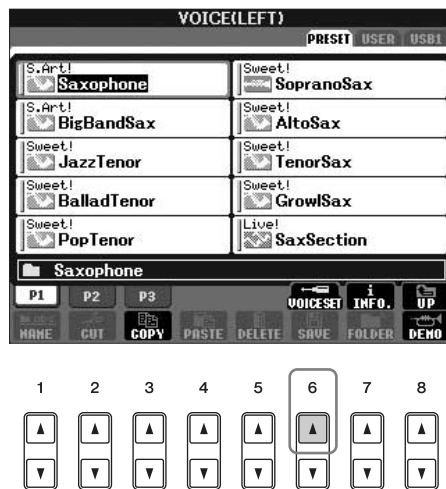 VOICE(LEFT)
PRESET USER USB1
S.Art! Saxophone
Sweet! SopranoSax
S.Art! BigBandSax
Sweet! AltoSax
Sweet! JazzTenor
Sweet! TenorSax
Sweet! BalladTenor
Sweet! GrowlSax
Sweet! PopTenor
Live! SaxSection
Saxophone
P1 P2 P3 VOICESET i INFO. UP
NAME CUT COPY PASTE DELETE SAVE FOLDER DEMO
1 2 3 4 5 6 7 8